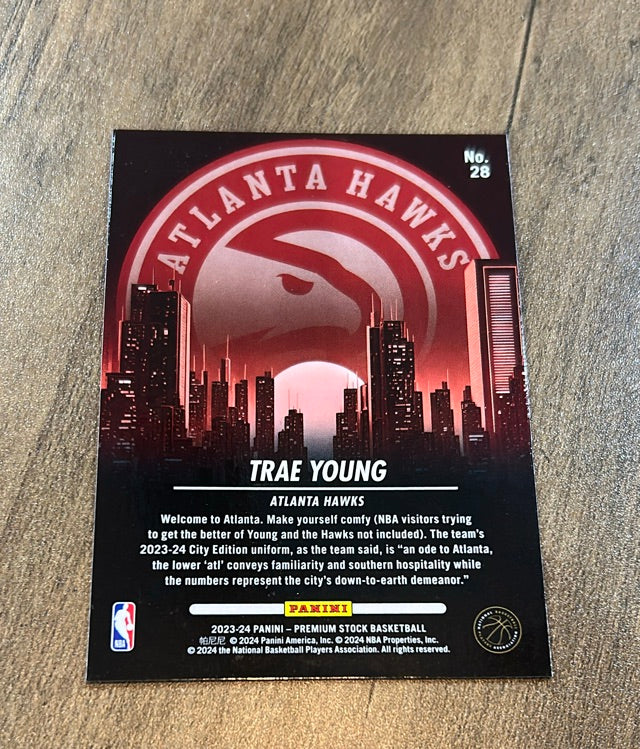 No.
28
ATLANTA HAWKS
TRAE YOUNG
ATLANTA HAWKS
Welcome to Atlanta. Make yourself comfy (NBA visitors trying
to get the better of Young and the Hawks not included). The team's
2023-24 City Edition uniform, as the team said, is "an ode to Atlanta,
the lower 'atl' conveys familiarity and southern hospitality while
the numbers represent the city's down-to-earth demeanor."
PANINI
2023-24 PANINI – PREMIUM STOCK BASKETBALL
帕尼尼 © 2024 Panini America, Inc. © 2024 NBA Properties, Inc.
© 2024 the National Basketball Players Association. All rights reserved.
NBA